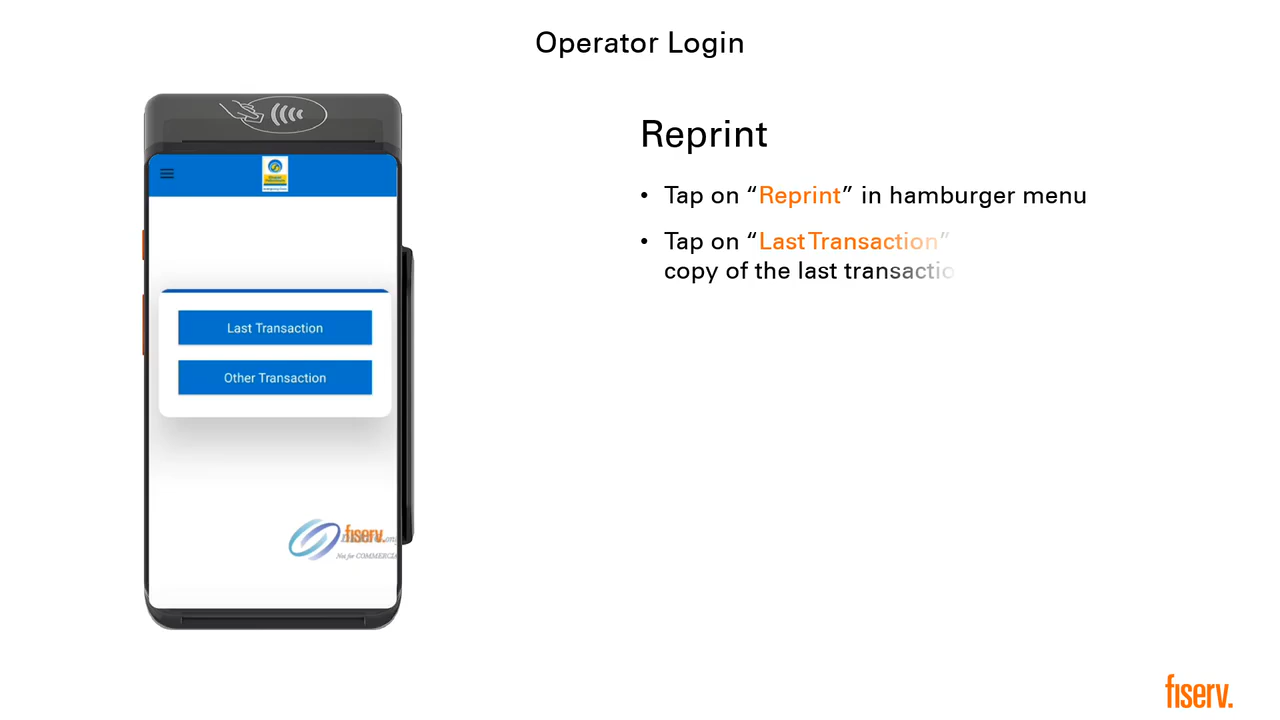 Operator Login
Reprint
• Tap on “Reprint” in hamburger menu
• Tap on “Last Transaction”
copy of the last transactio
Last Transaction
Other Transaction
fiserv.
Not for COMMERCIA
fiserv.